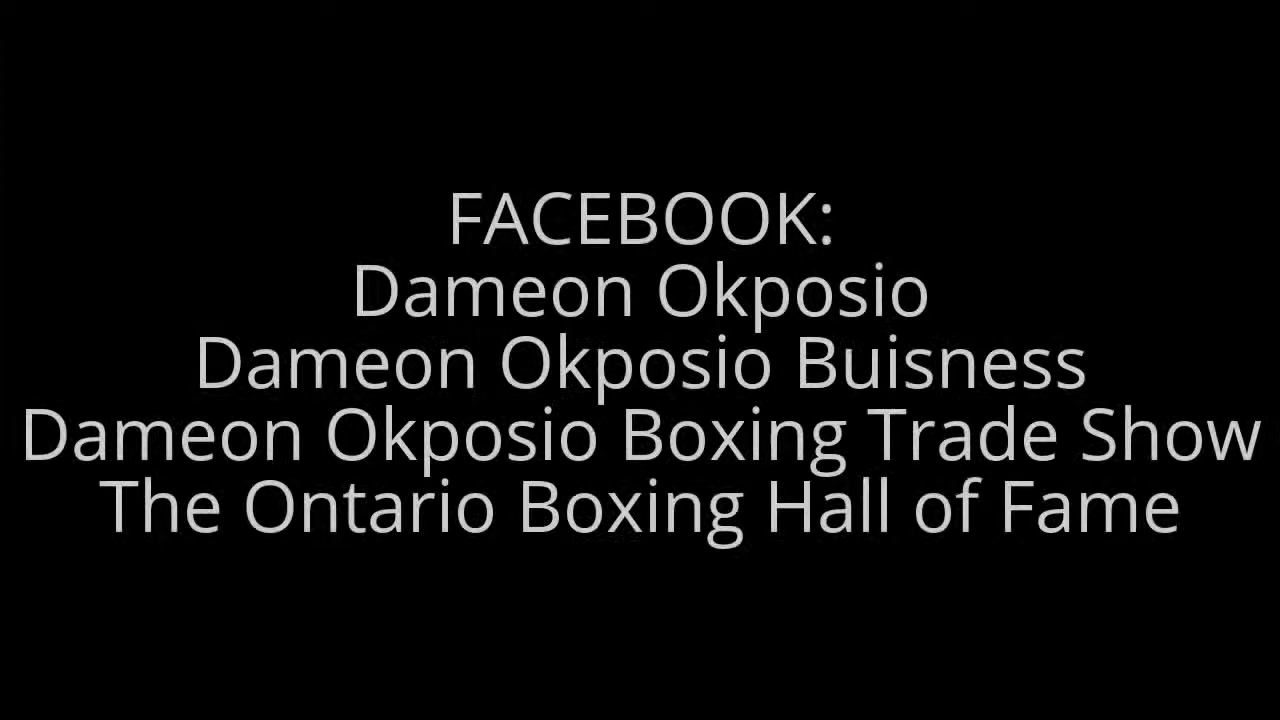 FACEBOOK:
Dameon Okposio
Dameon Okposio Buisness
Dameon Okposio Boxing Trade Show
The Ontario Boxing Hall of Fame